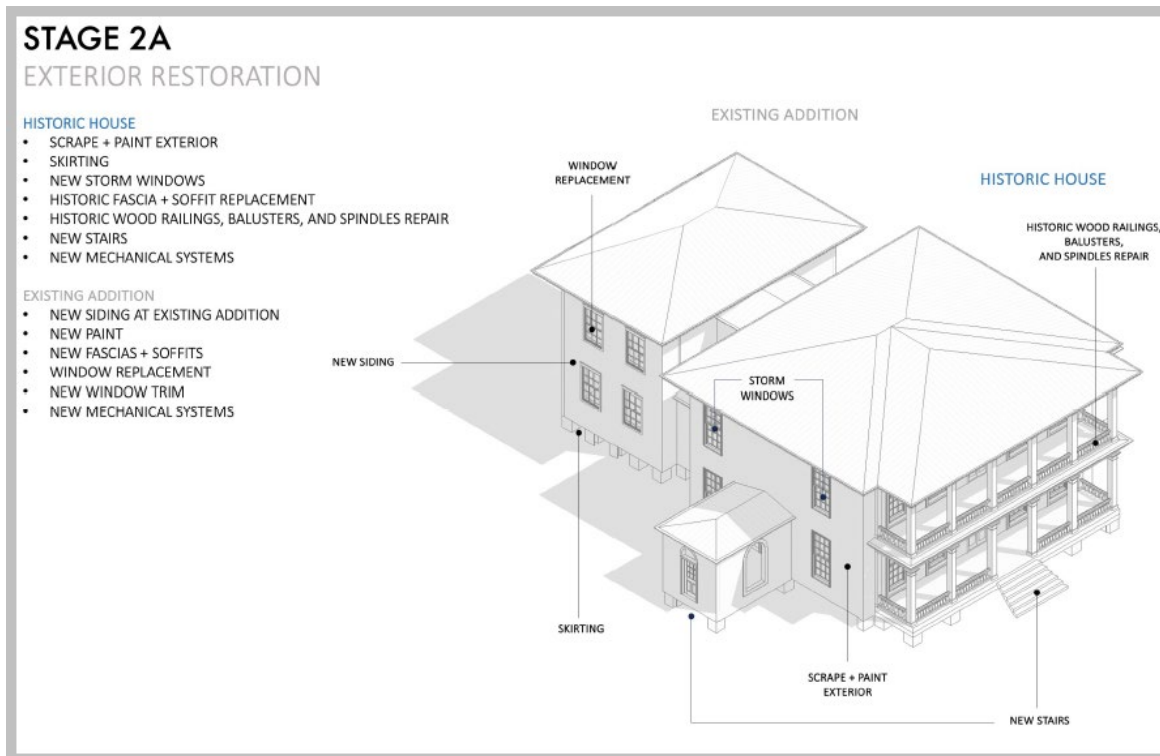 STAGE 2A
EXTERIOR RESTORATION
HISTORIC HOUSE
• SCRAPE + PAINT EXTERIOR
• SKIRTING
• NEW STORM WINDOWS
• HISTORIC FASCIA + SOFFIT REPLACEMENT
• HISTORIC WOOD RAILINGS, BALUSTERS, AND SPINDLES REPAIR
• NEW STAIRS
• NEW MECHANICAL SYSTEMS
EXISTING ADDITION
• NEW SIDING AT EXISTING ADDITION
• NEW PAINT
• NEW FASCIAS + SOFFITS
• WINDOW REPLACEMENT
• NEW WINDOW TRIM
• NEW MECHANICAL SYSTEMS
EXISTING ADDITION
WINDOW
REPLACEMENT
HISTORIC HOUSE
HISTORIC WOOD RAILINGS,
BALUSTERS,
AND SPINDLES REPAIR
NEW SIDING
STORM
WINDOWS
SKIRTING
SCRAPE + PAINT
EXTERIOR
NEW STAIRS